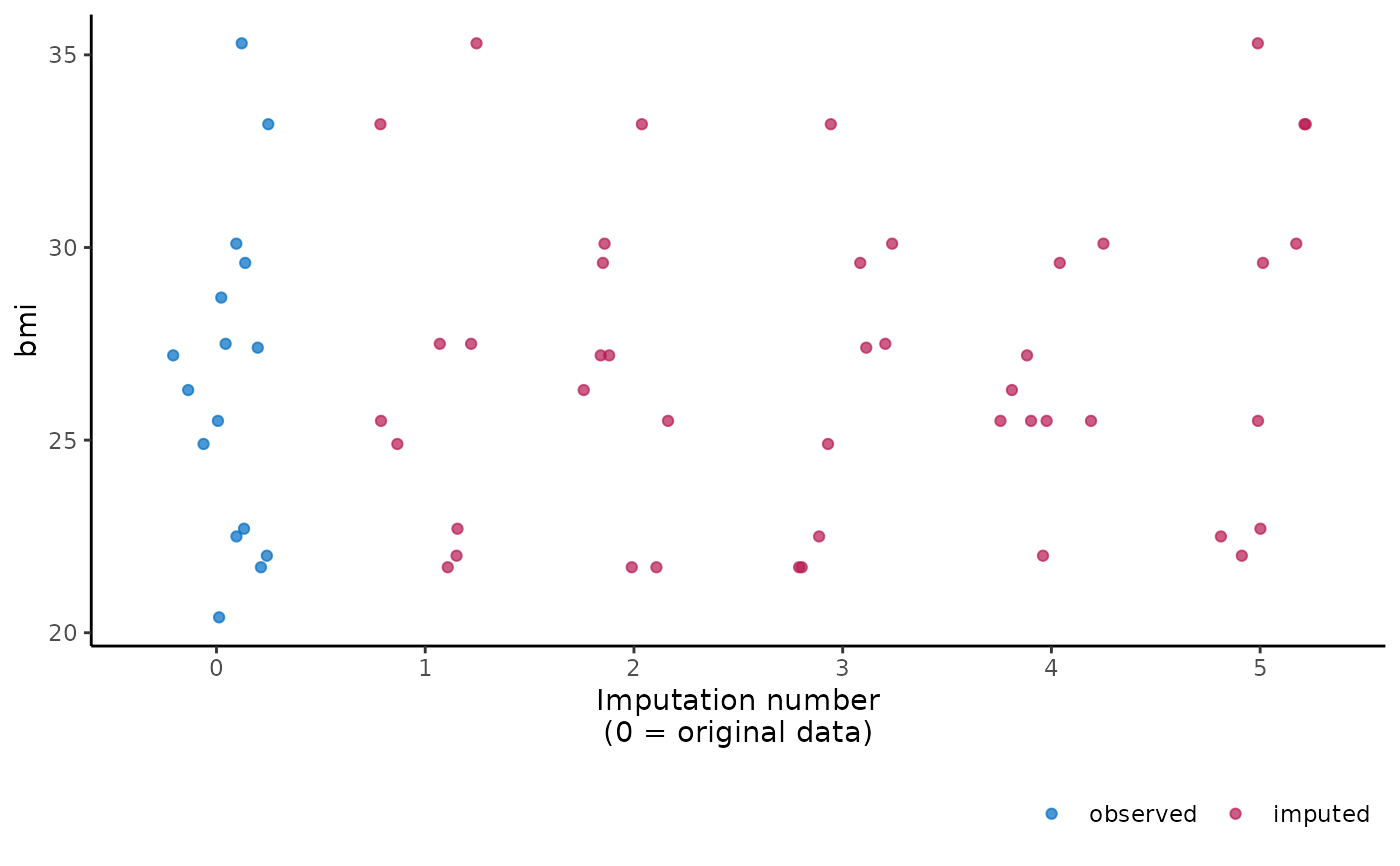 35
30
25
20
bmi
0 1 2 3 4 5
Imputation number
(0 = original data)
observed imputed